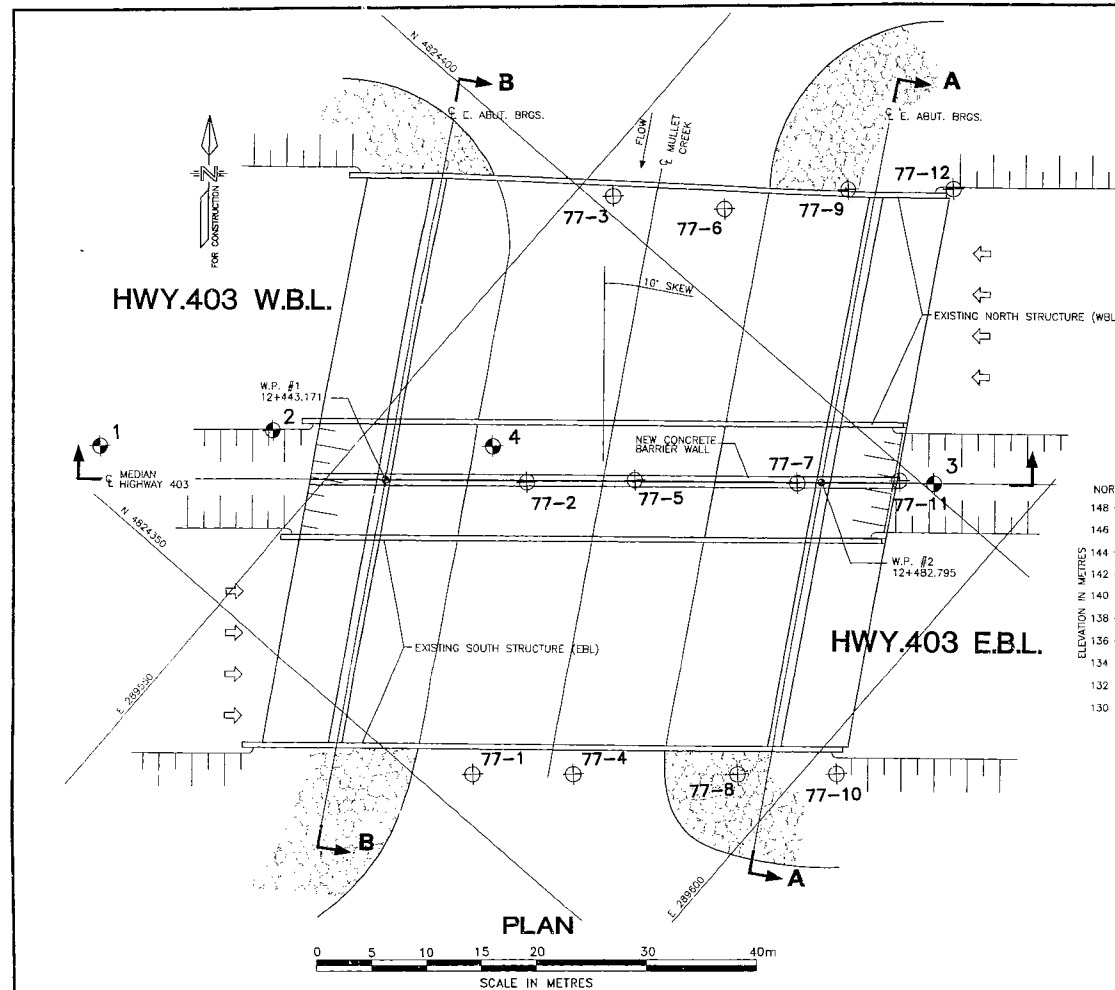 N 4824400
B
A
℄ E. ABUT. BRGS.
℄ E. ABUT. BRGS.
FLOW
℄ MULLET CREEK
N
FOR CONSTRUCTION
77-3
77-6
77-9
77-12
HWY.403 W.B.L.
10° SKEW
EXISTING NORTH STRUCTURE (WBL
W.P. #1
12+443.171
1
2
4
NEW CONCRETE
BARRIER WALL
℄ MEDIAN
HIGHWAY 403
77-2
77-5
77-7
77-11
3
N 4824350
W.P. #2
12+482.795
NOR
148
146
144
142
140
138
136
134
132
130
ELEVATION IN METRES
HWY.403 E.B.L.
EXISTING SOUTH STRUCTURE (EBL)
E 289550
77-1
77-4
77-8
77-10
B
A
E 289600
PLAN
0 5 10 15 20 30 40m
SCALE IN METRES